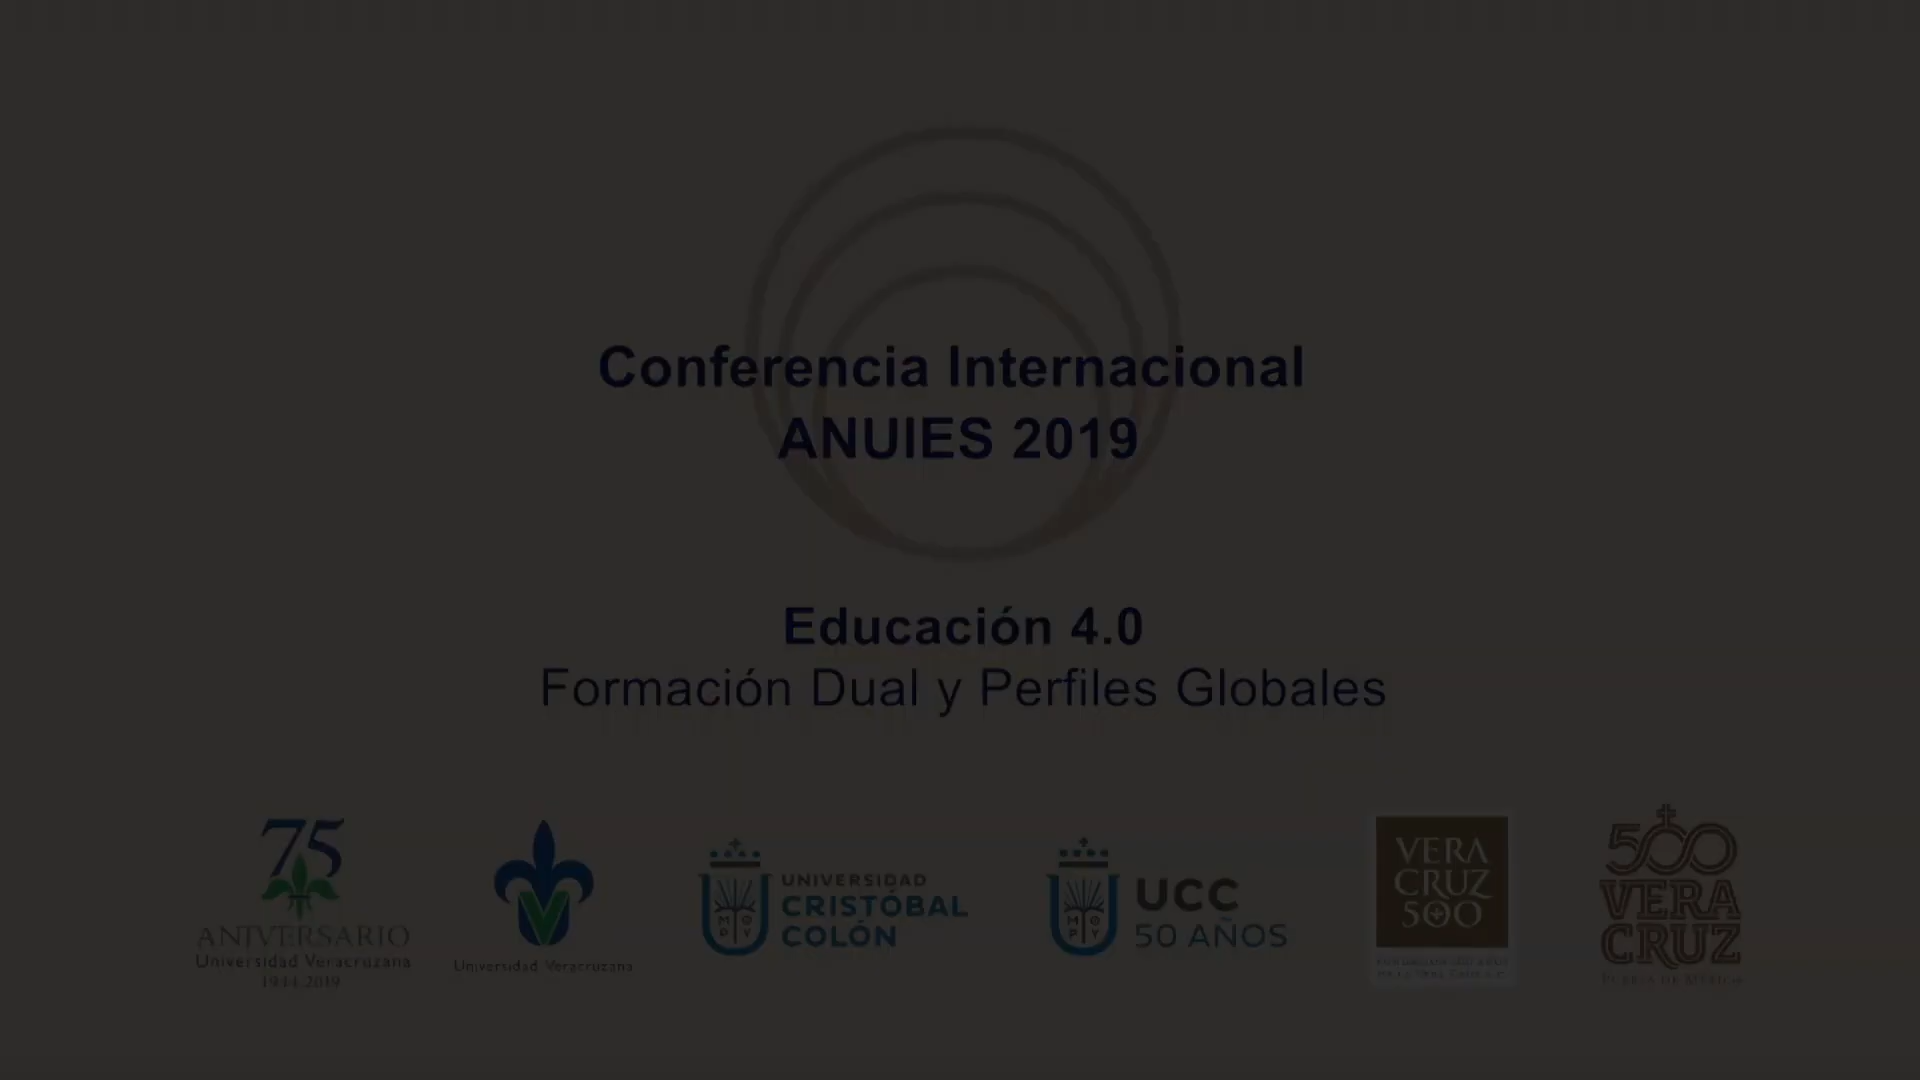 Conferencia Internacional
ANUIES 2019
Educación 4.0
Formación Dual y Perfiles Globales
75
ANIVERSARIO
Universidad Veracruzana
1944-2019
Universidad Veracruzana
UNIVERSIDAD
CRISTÓBAL
COLÓN
UCC
50 AÑOS
VERA
CRUZ
500
500
VERA
CRUZ